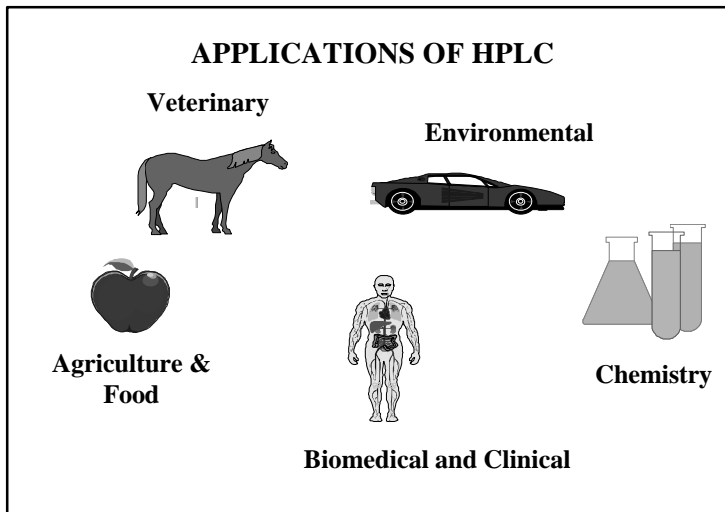 APPLICATIONS OF HPLC
Veterinary
Environmental
Agriculture &
Food
Chemistry
Biomedical and Clinical